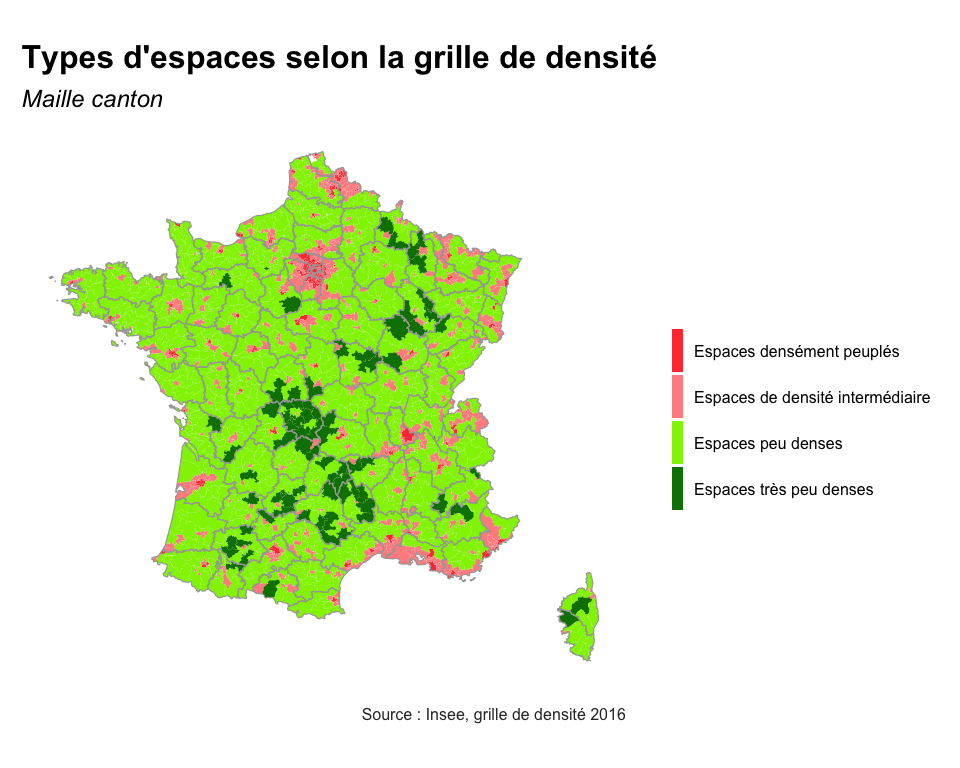 Types d'espaces selon la grille de densité
Maille canton
Espaces densément peuplés
Espaces de densité intermédiaire
Espaces peu denses
Espaces très peu denses
Source : Insee, grille de densité 2016